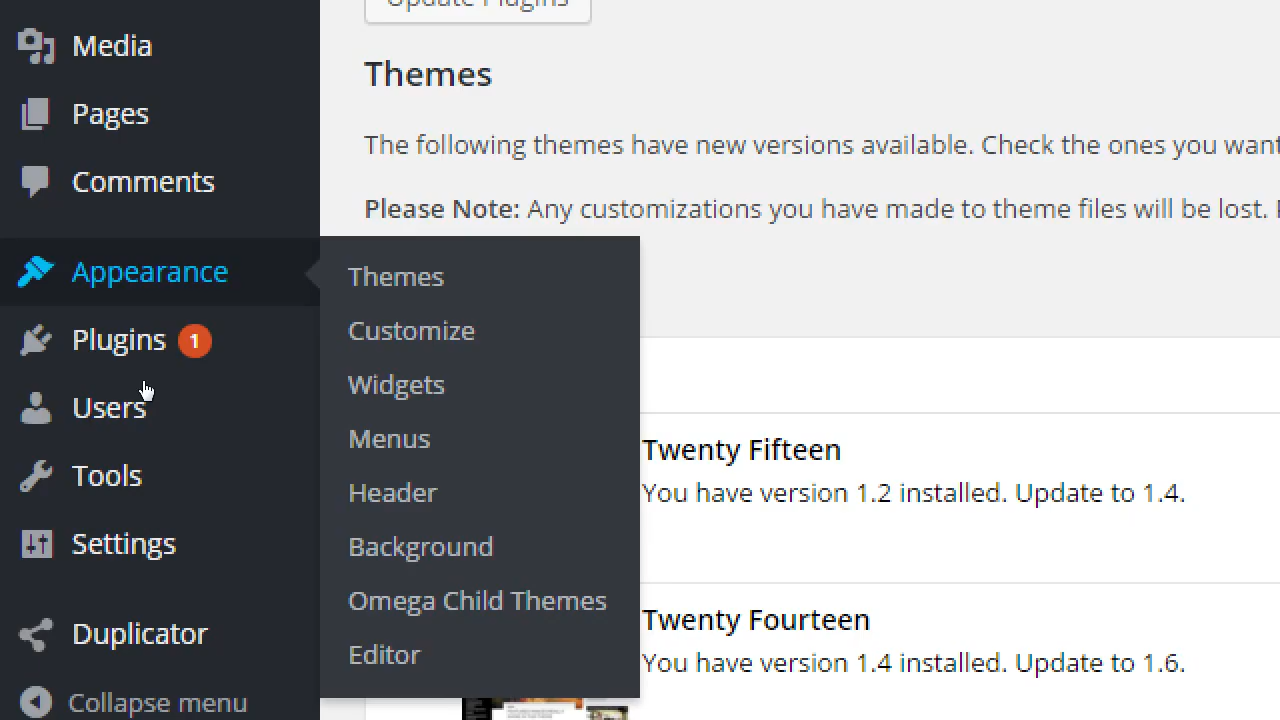 Media
Pages
Comments
Appearance
Plugins 1
Users
Tools
Settings
Duplicator
Collapse menu
Themes
Customize
Widgets
Menus
Header
Background
Omega Child Themes
Editor
Update Plugins
Themes
The following themes have new versions available. Check the ones you want
Please Note: Any customizations you have made to theme files will be lost.
Twenty Fifteen
You have version 1.2 installed. Update to 1.4.
Twenty Fourteen
You have version 1.4 installed. Update to 1.6.